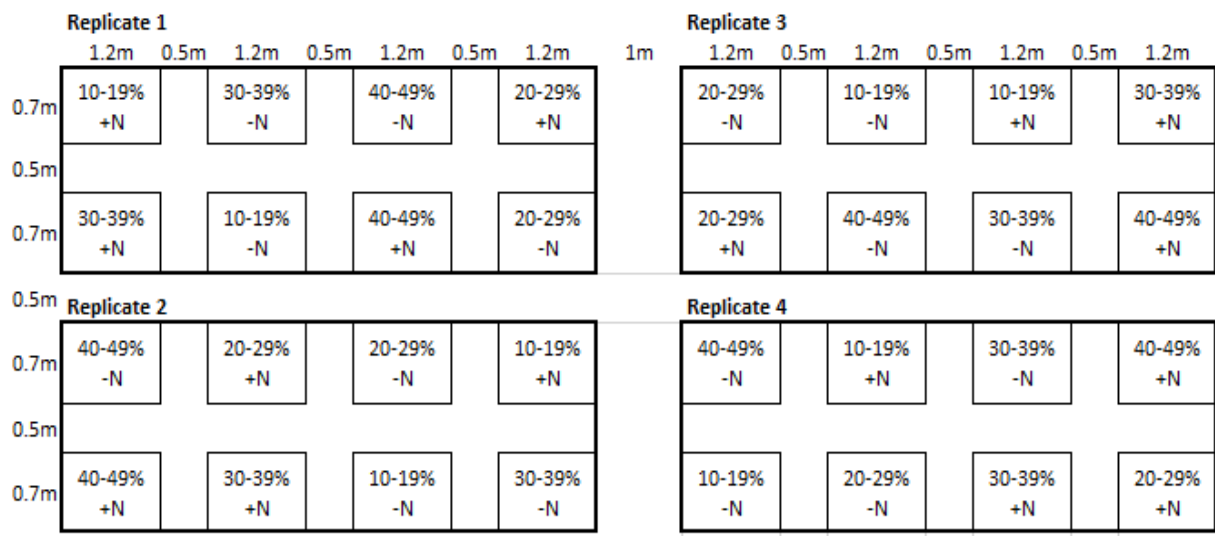 Replicate 1 Replicate 3
1.2m 0.5m 1.2m 0.5m 1.2m 0.5m 1.2m 1m 1.2m 0.5m 1.2m 0.5m 1.2m 0.5m 1.2m
10-19% 30-39% 40-49% 20-29% 20-29% 10-19% 10-19% 30-39%
0.7m
+N -N -N +N -N -N +N +N
0.5m
30-39% 10-19% 40-49% 20-29% 20-29% 40-49% 30-39% 40-49%
0.7m
+N -N +N -N +N -N -N +N
0.5m Replicate 2 Replicate 4
40-49% 20-29% 20-29% 10-19% 40-49% 10-19% 30-39% 40-49%
0.7m
-N +N -N +N -N +N -N +N
0.5m
40-49% 30-39% 10-19% 30-39% 10-19% 20-29% 30-39% 20-29%
0.7m
+N +N -N -N -N -N +N +N